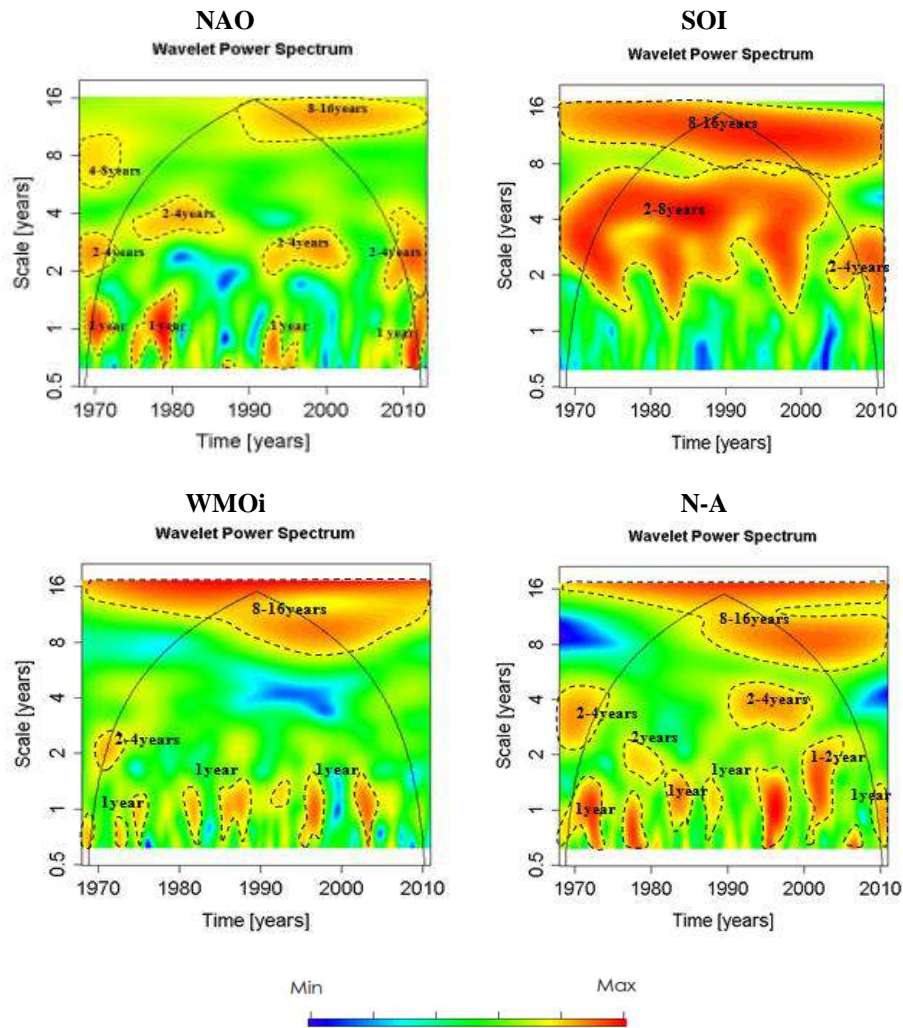 NAO
Wavelet Power Spectrum
Scale [years]
16
8
4
2
1
0.5
8-16years
4-8years
2-4years
2-4years
2-4years
2-4years
1year
1year
1year
1year
1970 1980 1990 2000 2010
Time [years]
SOI
Wavelet Power Spectrum
Scale [years]
16
8
4
2
1
0.5
8-16years
2-8years
2-4years
1970 1980 1990 2000 2010
Time [years]
WMOi
Wavelet Power Spectrum
Scale [years]
16
8
4
2
1
0.5
8-16years
2-4years
1year
1year
1year
1year
1970 1980 1990 2000 2010
Time [years]
N-A
Wavelet Power Spectrum
Scale [years]
16
8
4
2
1
0.5
8-16years
2-4years
2-4years
2years
1-2year
1year
1year
1year
1year
1970 1980 1990 2000 2010
Time [years]
Min Max